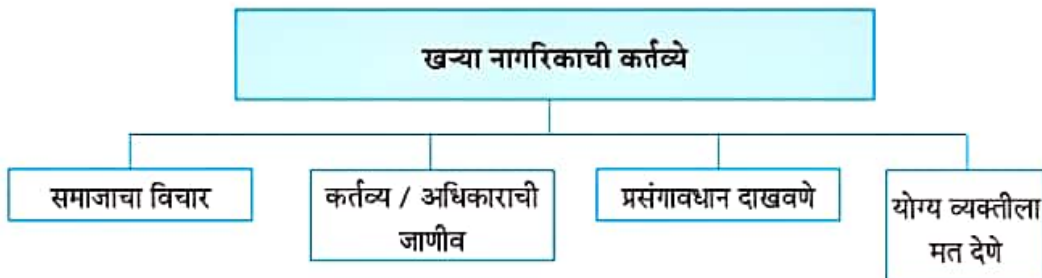 खऱ्या नागरिकाची कर्तव्ये
समाजाचा विचार
कर्तव्य / अधिकाराची
जाणीव
प्रसंगावधान दाखवणे
योग्य व्यक्तीला
मत देणे